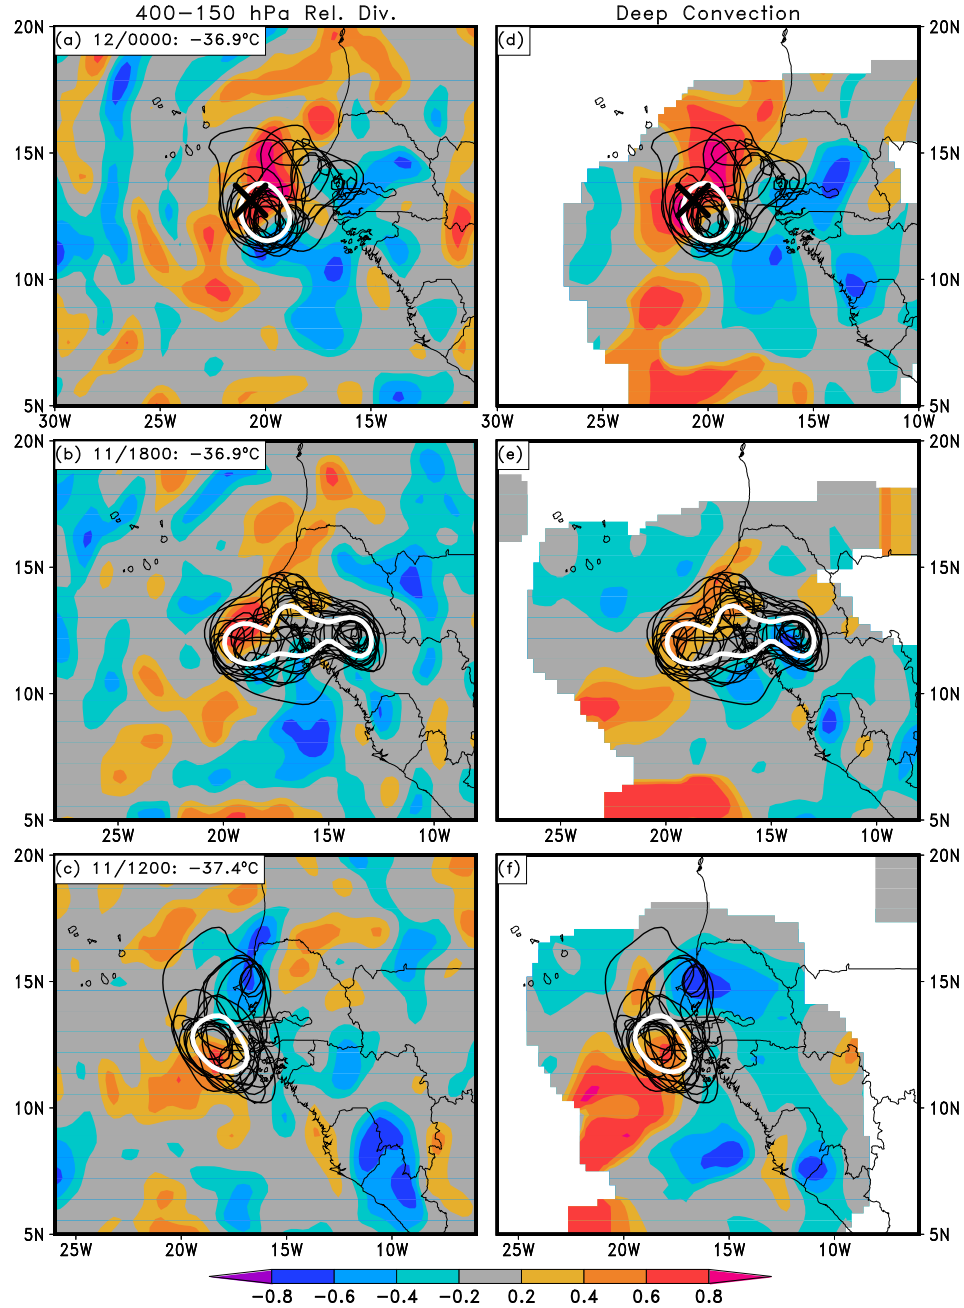 400−150 hPa Rel. Div.
Deep Convection
20N
(a) 12/0000: −36.9°C
(d)
20N
15N
15N
10N
10N
5N
5N
30W
25W
20W
15W
30W
25W
20W
15W
10W
20N
(b) 11/1800: −36.9°C
(e)
20N
15N
15N
10N
10N
5N
5N
25W
20W
15W
10W
25W
20W
15W
10W
20N
(c) 11/1200: −37.4°C
(f)
20N
15N
15N
10N
10N
5N
5N
25W
20W
15W
10W
25W
20W
15W
10W
−0.8 −0.6 −0.4 −0.2 0.2 0.4 0.6 0.8